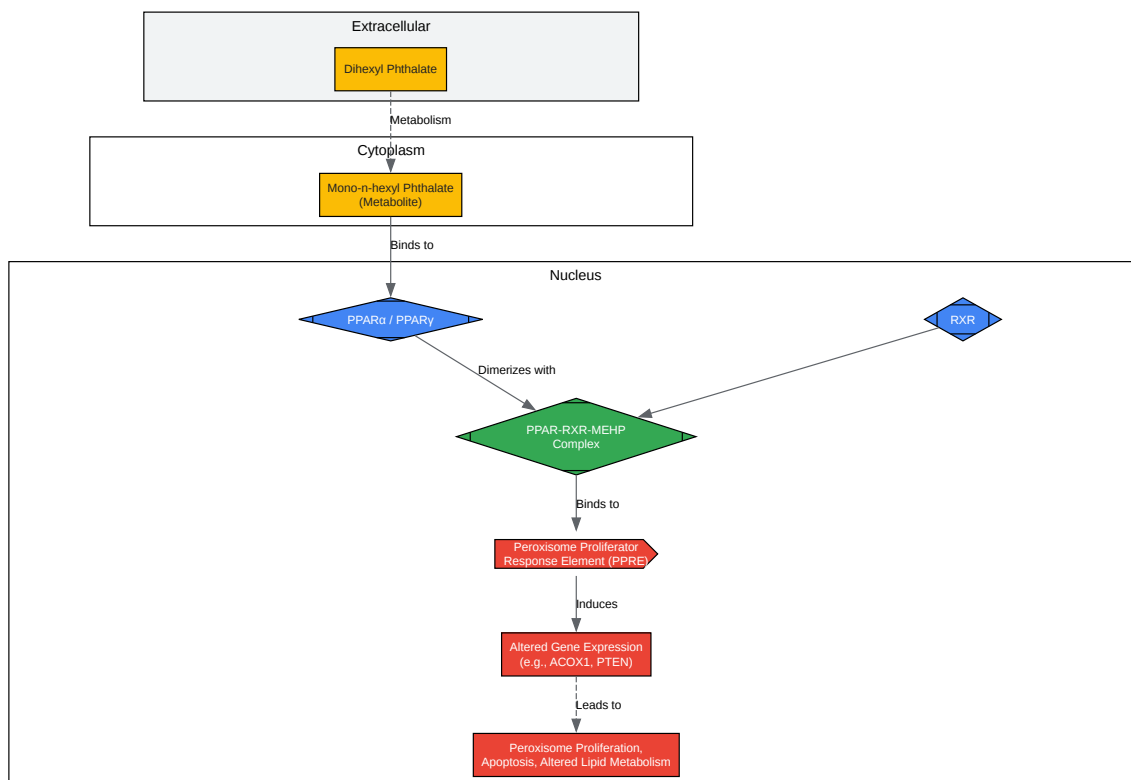 Extracellular
Dihexyl Phthalate
Metabolism
Cytoplasm
Mono-n-hexyl Phthalate
(Metabolite)
Binds to
Nucleus
PPARα / PPARγ
RXR
Dimerizes with
PPAR-RXR-MEHP
Complex
Binds to
Peroxisome Proliferator
Response Element (PPRE)
Induces
Altered Gene Expression
(e.g., ACOX1, PTEN)
Leads to
Peroxisome Proliferation,
Apoptosis, Altered Lipid Metabolism